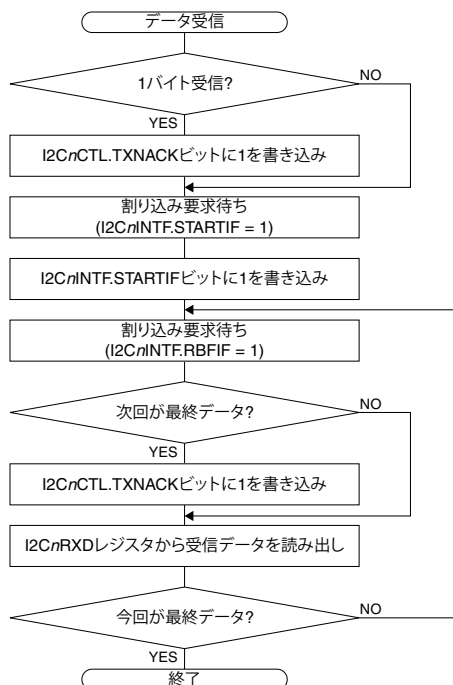 データ受信
1バイト受信?
NO
YES
I2CnCTL.TXNACKビットに1を書き込み
割り込み要求待ち
(I2CnINTF.STARTIF = 1)
I2CnINTF.STARTIFビットに1を書き込み
割り込み要求待ち
(I2CnINTF.RBFIF = 1)
次回が最終データ?
NO
YES
I2CnCTL.TXNACKビットに1を書き込み
I2CnRXDレジスタから受信データを読み出し
今回が最終データ?
NO
YES
終了